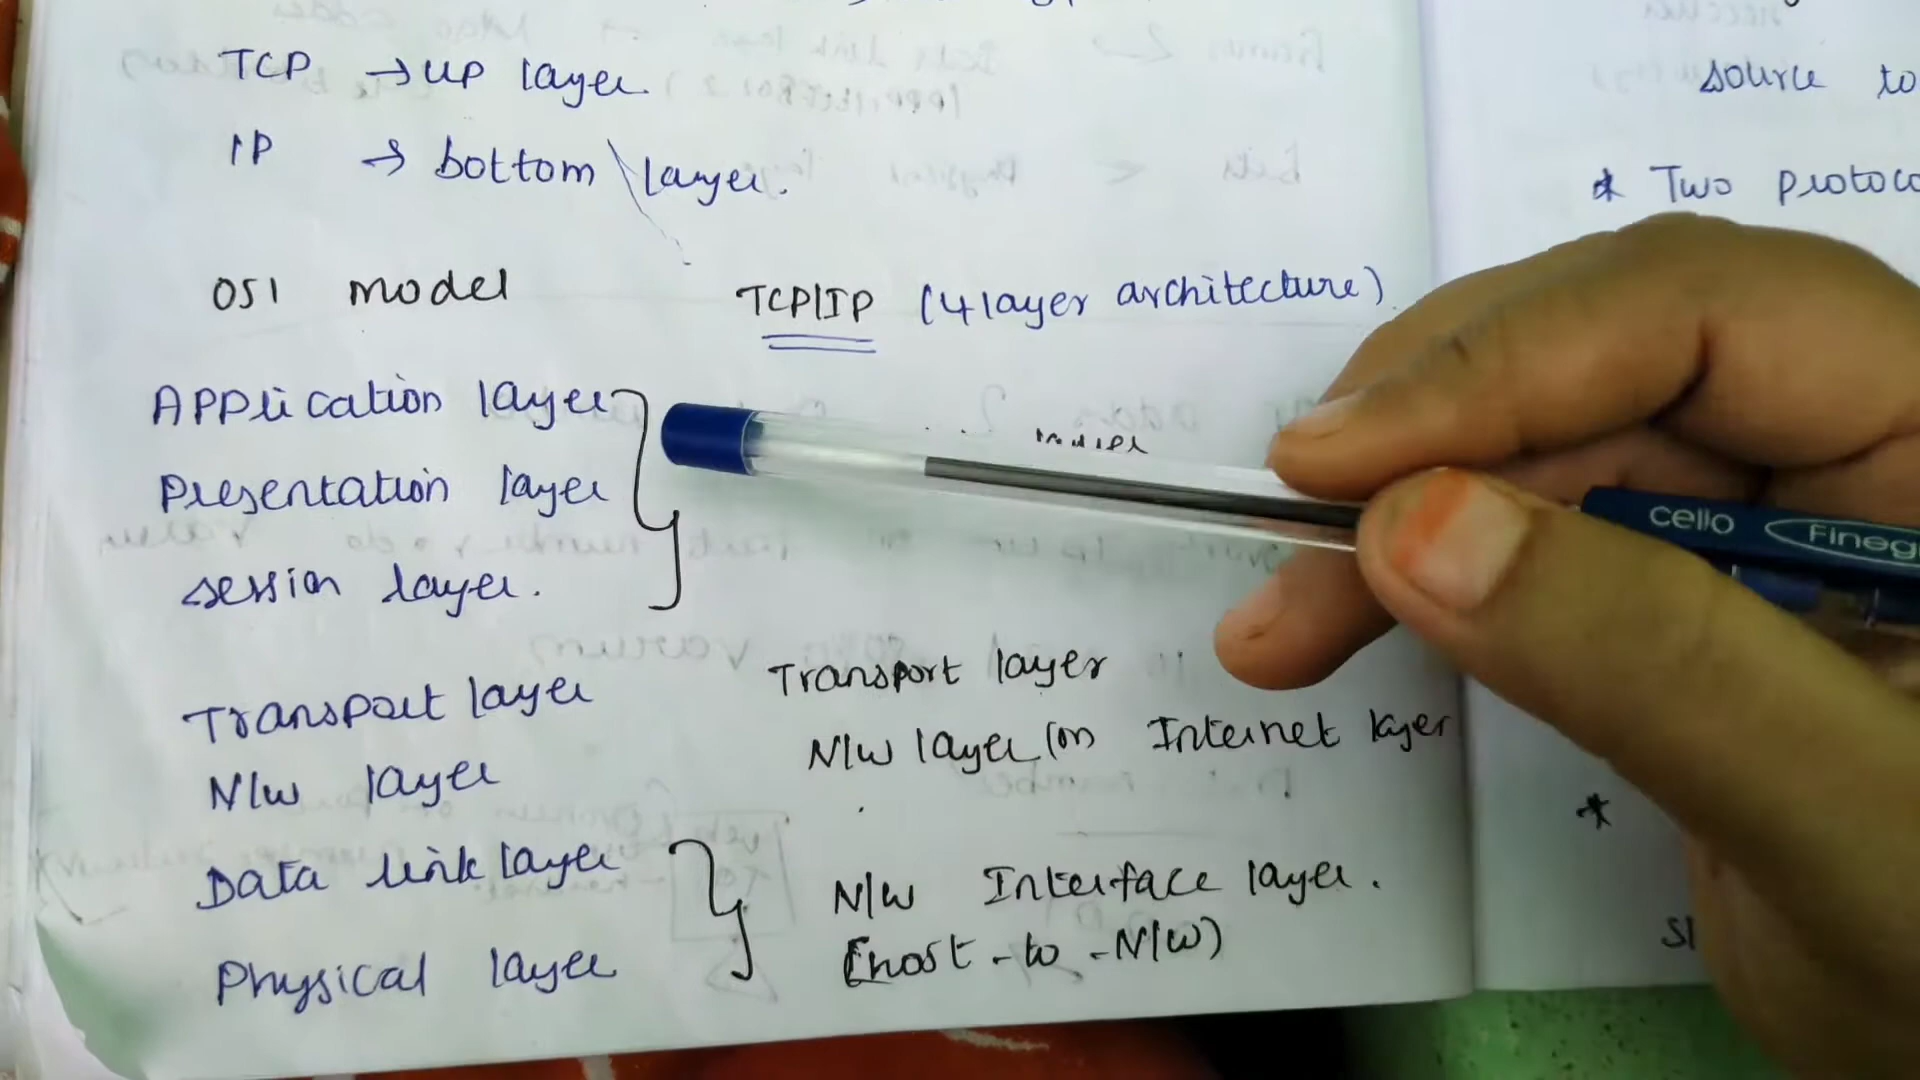 TCP → up layer.
IP → bottom layer.
OSI model
TCP/IP (4 layer architecture)
Application layer
Presentation layer
session layer.
Transport layer
Transport layer
N/w layer
N/w layer (or) Internet layer
Data link layer
Physical layer
N/w Interface layer.
(host-to-N/w)
source to
* Two protoco
*
cello
Finegr